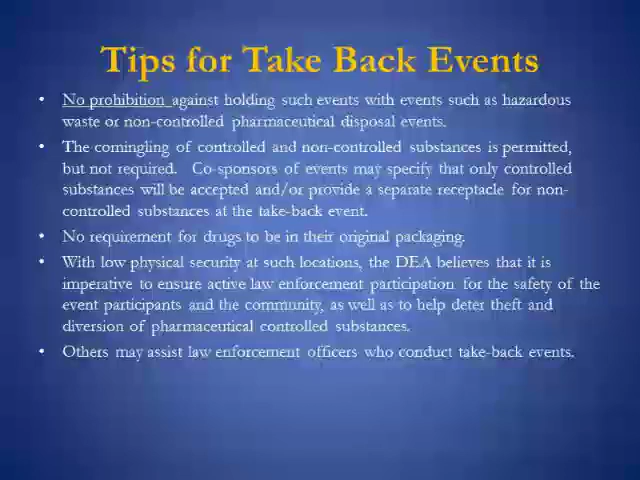 Tips for Take Back Events
• No prohibition against holding such events with events such as hazardous
waste or non-controlled pharmaceutical disposal events.
• The comingling of controlled and non-controlled substances is permitted,
but not required. Co-sponsors of events may specify that only controlled
substances will be accepted and/or provide a separate receptacle for non-
controlled substances at the take-back event.
• No requirement for drugs to be in their original packaging.
• With low physical security at such locations, the DEA believes that it is
imperative to ensure active law enforcement participation for the safety of the
event participants and the community, as well as to help deter theft and
diversion of pharmaceutical controlled substances.
• Others may assist law enforcement officers who conduct take-back events.